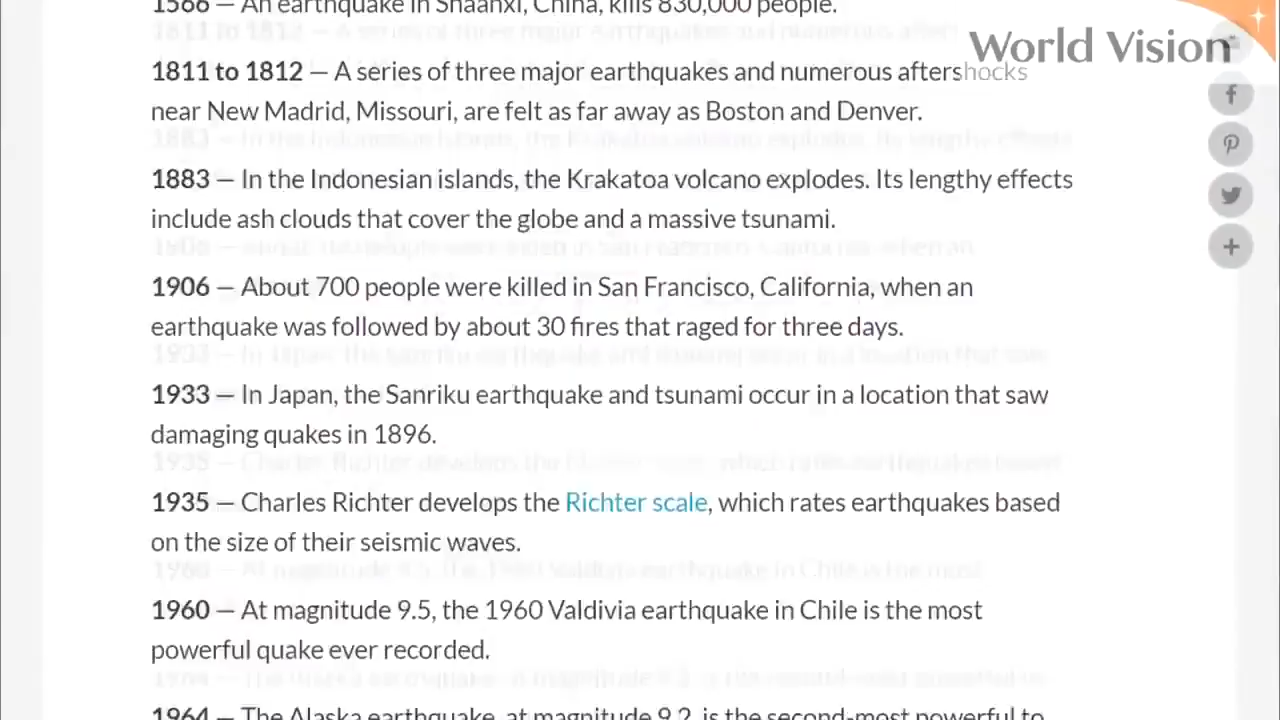 1566 — An earthquake in Shaanxi, China, kills 830,000 people.
World Vision
1811 to 1812 — A series of three major earthquakes and numerous aftershocks
near New Madrid, Missouri, are felt as far away as Boston and Denver.
1883 — In the Indonesian islands, the Krakatoa volcano explodes. Its lengthy effects
include ash clouds that cover the globe and a massive tsunami.
1906 — About 700 people were killed in San Francisco, California, when an
earthquake was followed by about 30 fires that raged for three days.
1933 — In Japan, the Sanriku earthquake and tsunami occur in a location that saw
damaging quakes in 1896.
1935 — Charles Richter develops the Richter scale, which rates earthquakes based
on the size of their seismic waves.
1960 — At magnitude 9.5, the 1960 Valdivia earthquake in Chile is the most
powerful quake ever recorded.
1964 — The Alaska earthquake, at magnitude 9.2, is the second-most powerful to